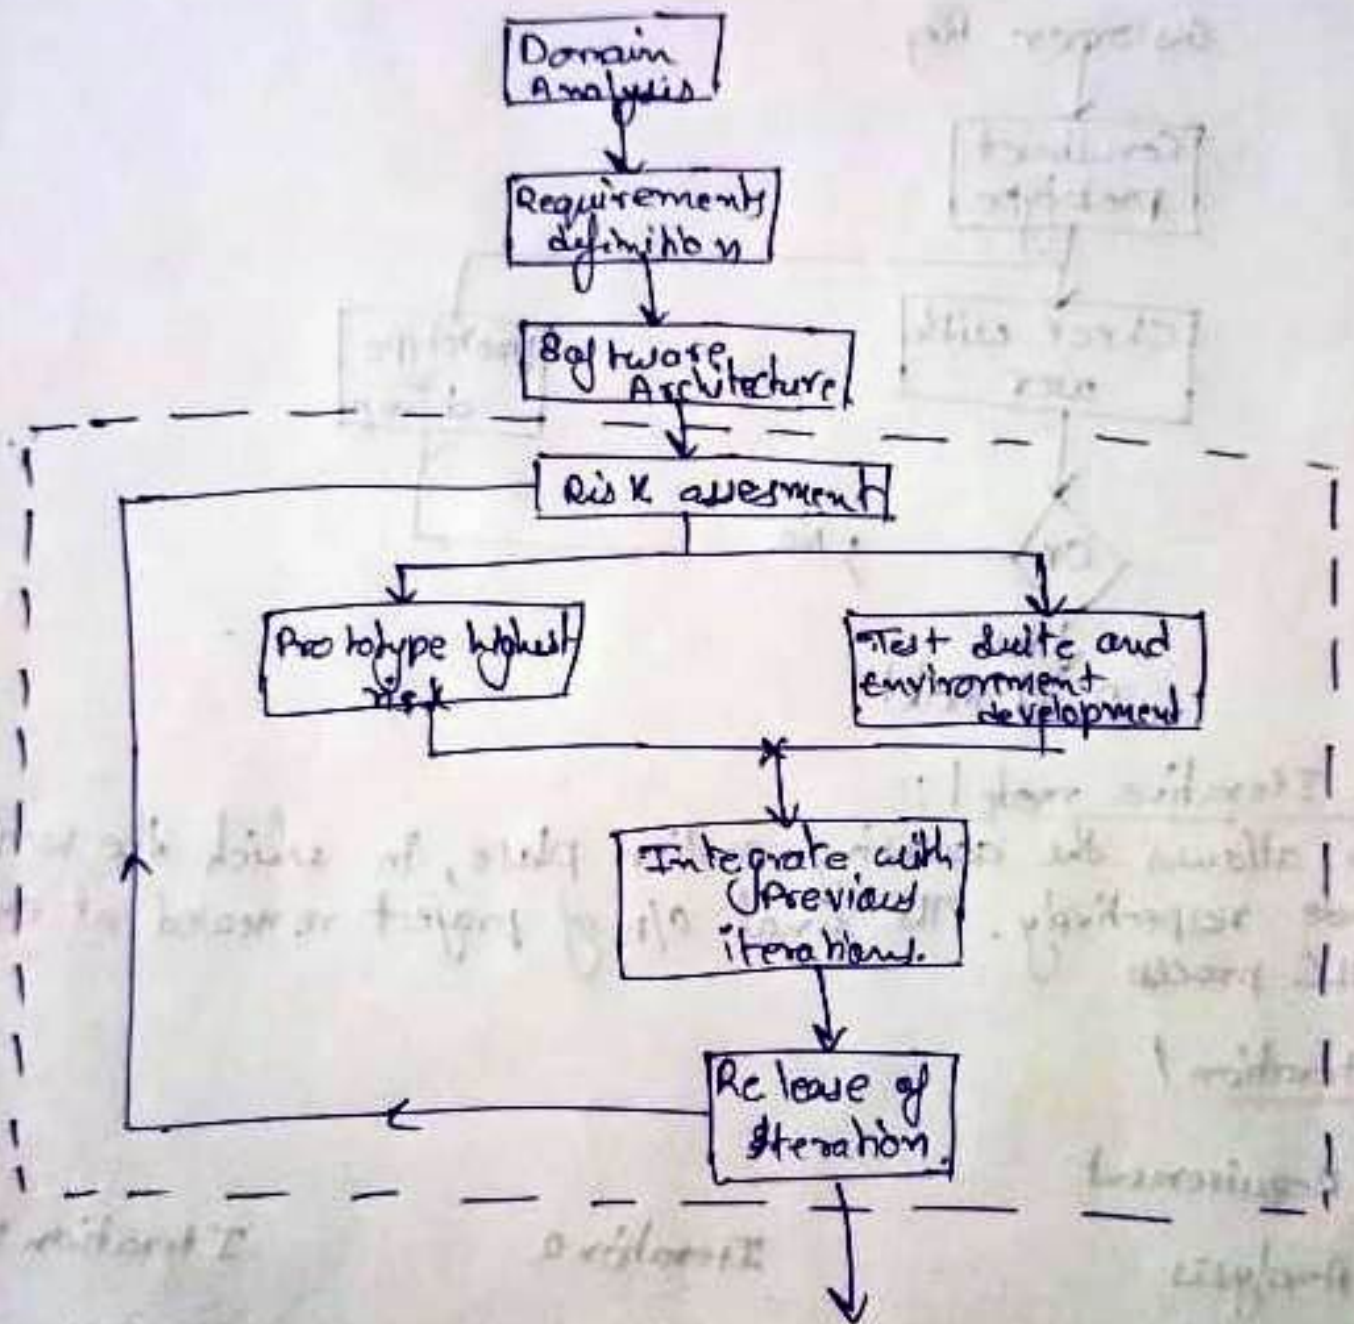 Domain
Analysis
Requirements
definition
Software
Architecture
Risk assesment
Prototype highest
risk
Test Suite and
environment
development
Integrate with
Previous
iterations.
Release of
Iteration.